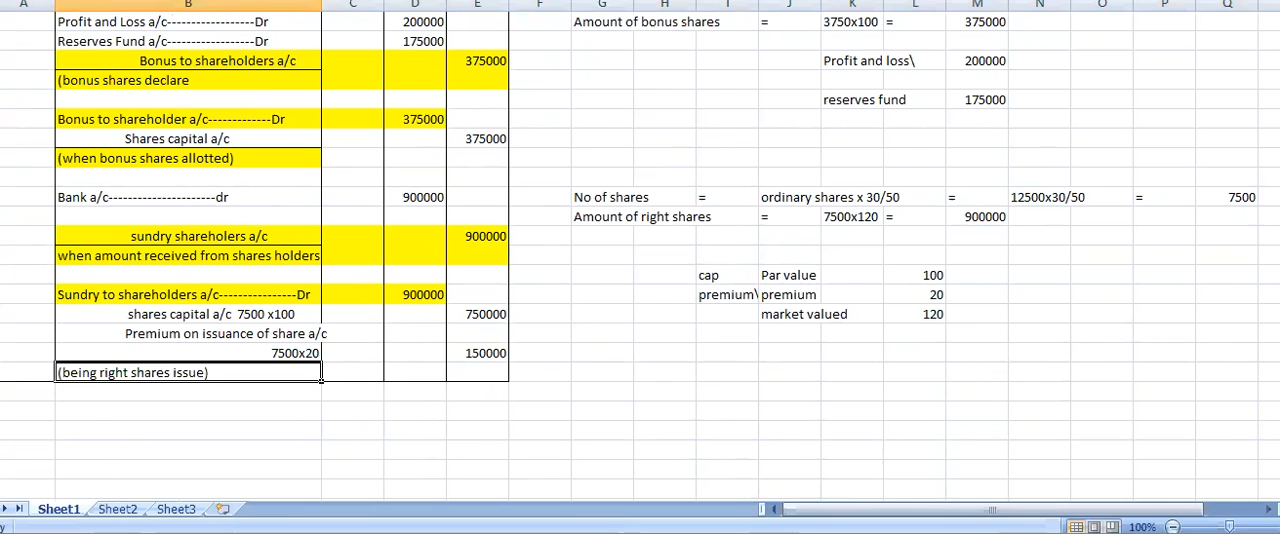 A B C D E F G H I J K L M N O P Q
Profit and Loss a/c------------------Dr 200000 Amount of bonus shares = 3750x100 = 375000
Reserves Fund a/c------------------Dr 175000
Bonus to shareholders a/c 375000 Profit and loss\ 200000
(bonus shares declare
reserves fund 175000
Bonus to shareholder a/c-------------Dr 375000
Shares capital a/c 375000
(when bonus shares allotted)
Bank a/c-----------------------dr 900000 No of shares = ordinary shares x 30/50 = 12500x30/50 = 7500
Amount of right shares = 7500x120 = 900000
sundry shareholers a/c 900000
when amount received from shares holders
cap Par value 100
Sundry to shareholders a/c----------------Dr 900000 premium\ premium 20
shares capital a/c 7500 x100 750000 market valued 120
Premium on issuance of share a/c
7500x20 150000
(being right shares issue)
Sheet1 Sheet2 Sheet3
100%